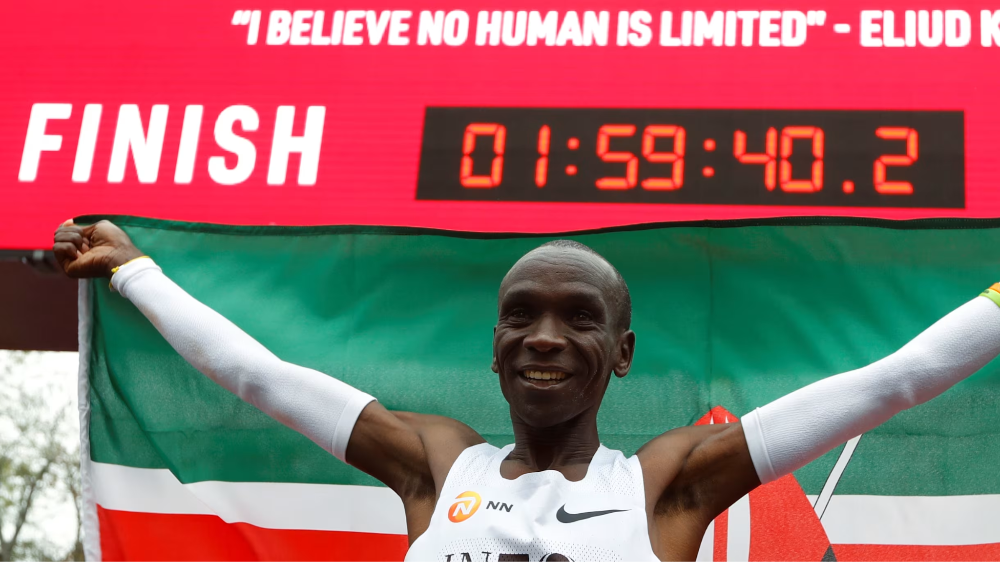 “I BELIEVE NO HUMAN IS LIMITED" - ELIUD K
FINISH
01:59:40.2
NN